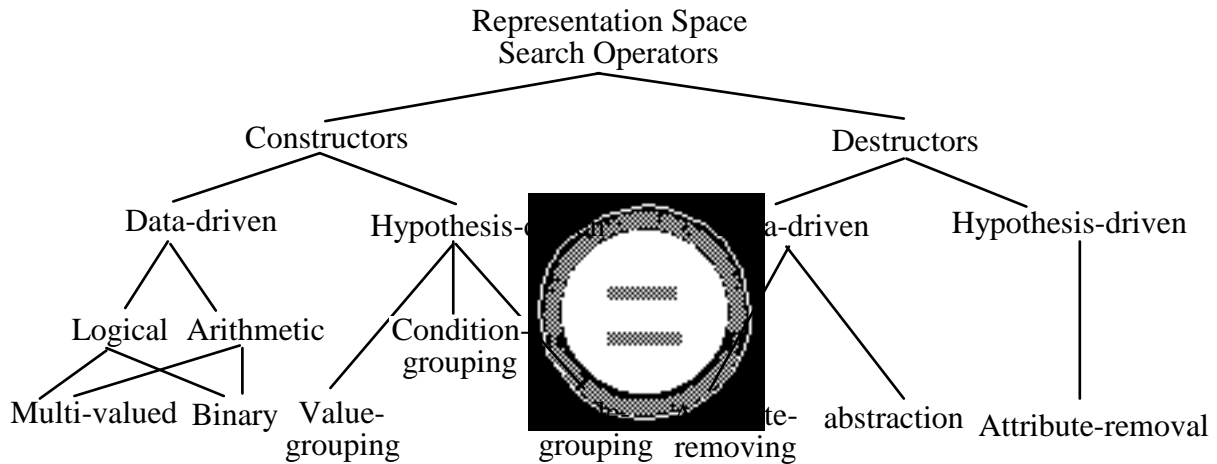 Representation Space
Search Operators
Constructors
Destructors
Data-driven
Hypothesis-
a-driven
Hypothesis-driven
Logical
Arithmetic
Condition-
grouping
Multi-valued
Binary
Value-
grouping
grouping
removing
abstraction
Attribute-removal